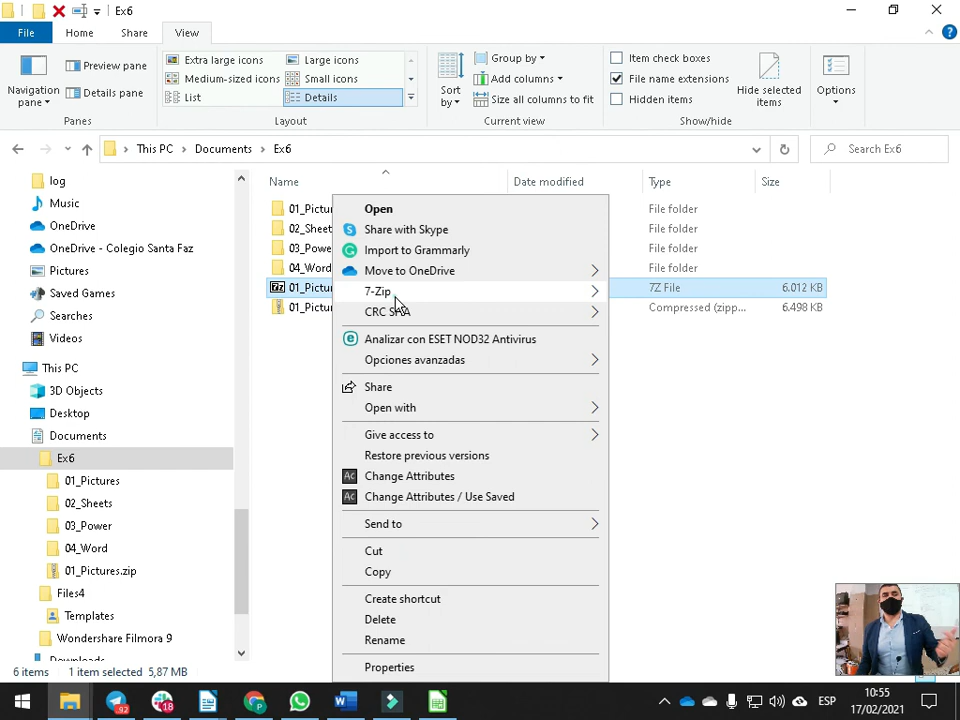 Ex6
File
Home
Share
View
Navigation
pane
Preview pane
Details pane
Panes
Extra large icons
Large icons
Medium-sized icons
Small icons
List
Details
Layout
Sort
by
Group by
Add columns
Size all columns to fit
Current view
Item check boxes
File name extensions
Hidden items
Hide selected
items
Show/hide
Options
This PC
Documents
Ex6
Search Ex6
log
Music
OneDrive
OneDrive - Colegio Santa Faz
Pictures
Saved Games
Searches
Videos
This PC
3D Objects
Desktop
Documents
Ex6
01_Pictures
02_Sheets
03_Power
04_Word
01_Pictures.zip
Files4
Templates
Wondershare Filmora 9
Downloads
Name
Date modified
Type
Size
01_Pictur
File folder
02_Sheet
File folder
03_Powe
File folder
04_Word
File folder
01_Pictur
7Z File
6.012 KB
01_Pictur
Compressed (zipp...
6.498 KB
Open
Share with Skype
Import to Grammarly
Move to OneDrive
7-Zip
CRC SHA
Analizar con ESET NOD32 Antivirus
Opciones avanzadas
Share
Open with
Give access to
Restore previous versions
Change Attributes
Change Attributes / Use Saved
Send to
Cut
Copy
Create shortcut
Delete
Rename
Properties
6 items
1 item selected 5,87 MB
92
18
ESP
10:55
17/02/2021